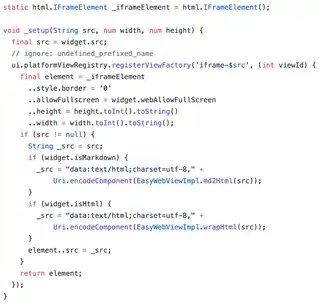 static html.IFrameElement _iframeElement = html.IFrameElement();
void _setup(String src, num width, num height) {
final src = widget.src;
// ignore: undefined_prefixed_name
ui.platformViewRegistry.registerViewFactory('iframe-$src', (int viewId) {
final element = _iframeElement
..style.border = '0'
..allowFullscreen = widget.webAllowFullScreen
..height = height.toInt().toString()
..width = width.toInt().toString();
if (src != null) {
String _src = src;
if (widget.isMarkdown) {
_src = "data:text/html;charset=utf-8," +
Uri.encodeComponent(EasyWebViewImpl.md2Html(src));
}
if (widget.isHtml) {
_src = "data:text/html;charset=utf-8," +
Uri.encodeComponent(EasyWebViewImpl.wrapHtml(src));
}
element..src = _src;
}
return element;
});